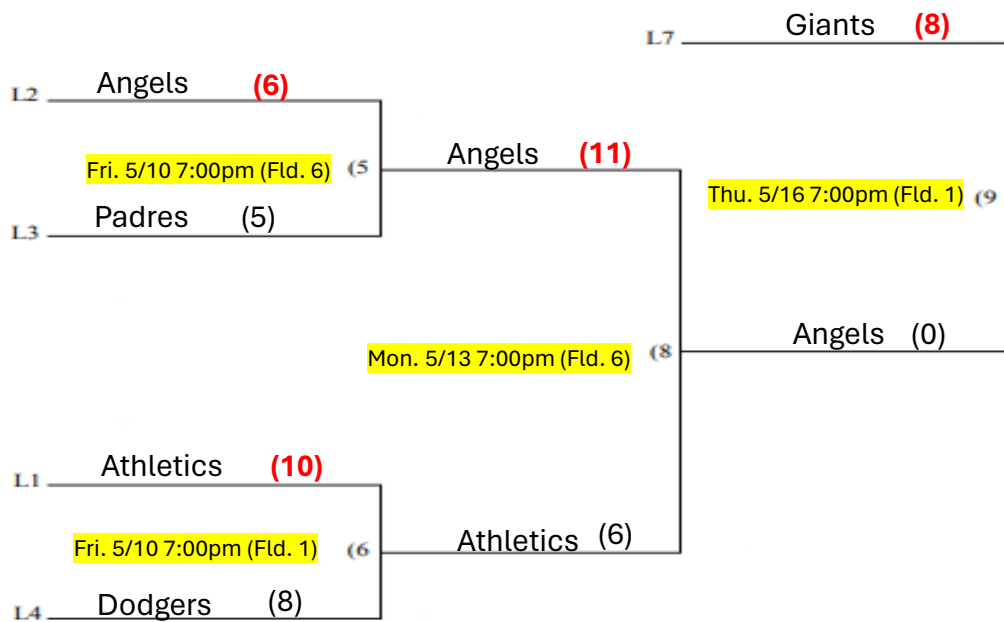 L7 Giants (8)
L2 Angels (6)
Fri. 5/10 7:00pm (Fld. 6) (5
Angels (11)
L3 Padres (5)
Thu. 5/16 7:00pm (Fld. 1) (9
Mon. 5/13 7:00pm (Fld. 6) (8
Angels (0)
L1 Athletics (10)
Fri. 5/10 7:00pm (Fld. 1) (6
Athletics (6)
L4 Dodgers (8)